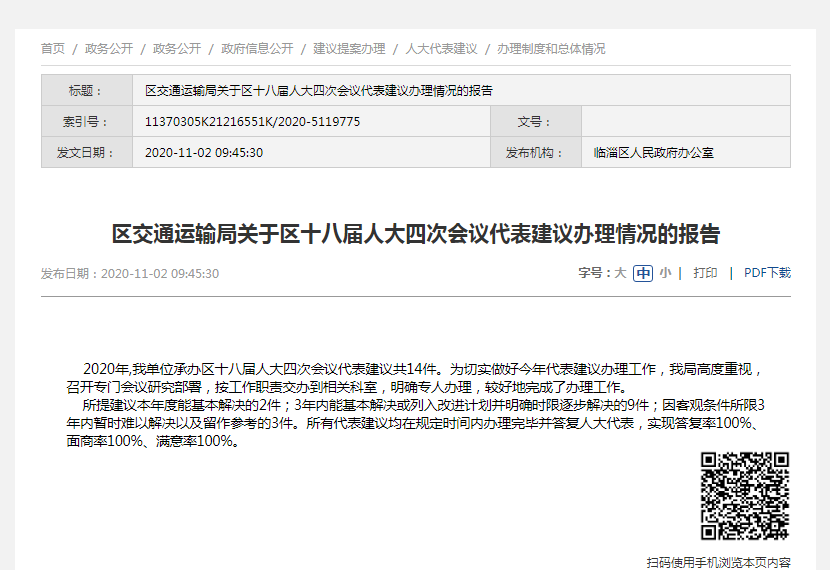 首页 / 政务公开 / 政务公开 / 政府信息公开 / 建议提案办理 / 人大代表建议 / 办理制度和总体情况
标题： 区交通运输局关于区十八届人大四次会议代表建议办理情况的报告
索引号： 11370305K21216551K/2020-5119775 文号：
发文日期： 2020-11-02 09:45:30 发布机构： 临淄区人民政府办公室
区交通运输局关于区十八届人大四次会议代表建议办理情况的报告
发布日期：2020-11-02 09:45:30 字号：大 中 小 | 打印 | PDF下载
2020年,我单位承办区十八届人大四次会议代表建议共14件。为切实做好今年代表建议办理工作，我局高度重视，
召开专门会议研究部署，按工作职责交办到相关科室，明确专人办理，较好地完成了办理工作。
所提建议本年度能基本解决的2件；3年内能基本解决或列入改进计划并明确时限逐步解决的9件；因客观条件所限3
年内暂时难以解决以及留作参考的3件。所有代表建议均在规定时间内办理完毕并答复人大代表，实现答复率100%、
面商率100%、满意率100%。
扫码使用手机浏览本页内容